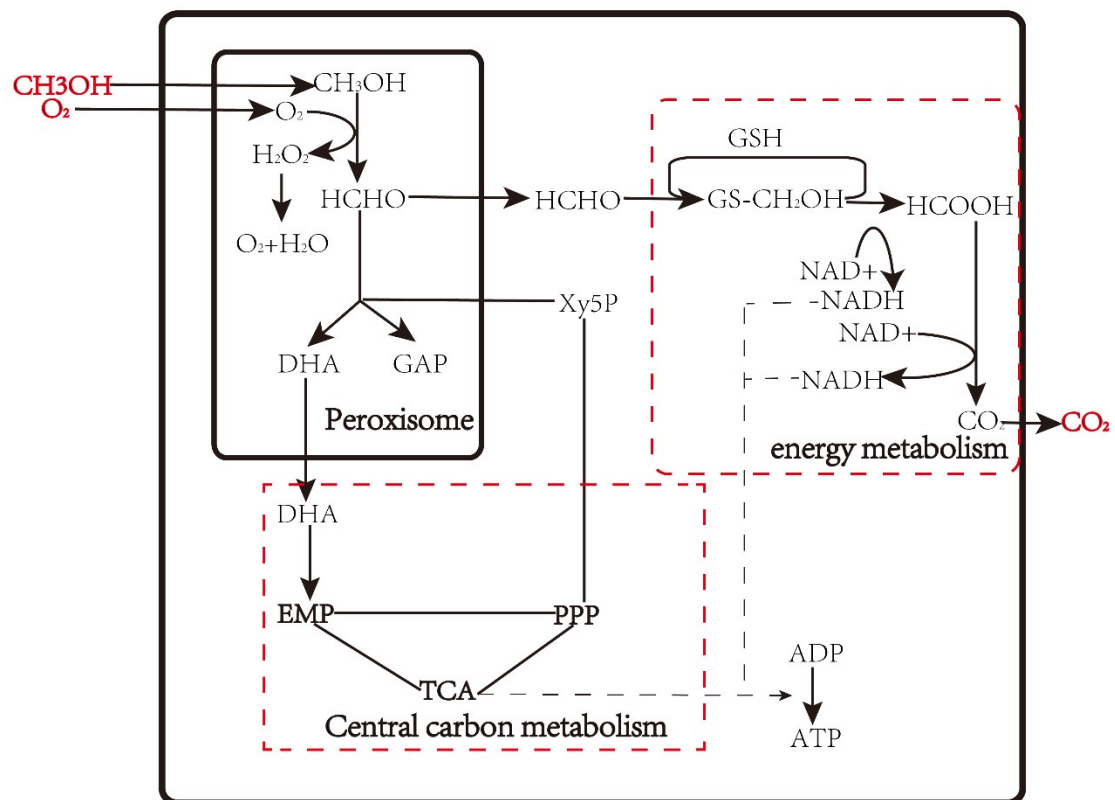 CH3OH
O₂
CH₃OH
O₂
H₂O₂
O₂+H₂O
HCHO
HCHO
GSH
GS-CH₂OH
HCOOH
NAD+
-NADH
NAD+
-NADH
CO₂
CO₂
energy metabolism
Xy5P
DHA
GAP
Peroxisome
DHA
EMP
PPP
TCA
Central carbon metabolism
ADP
ATP